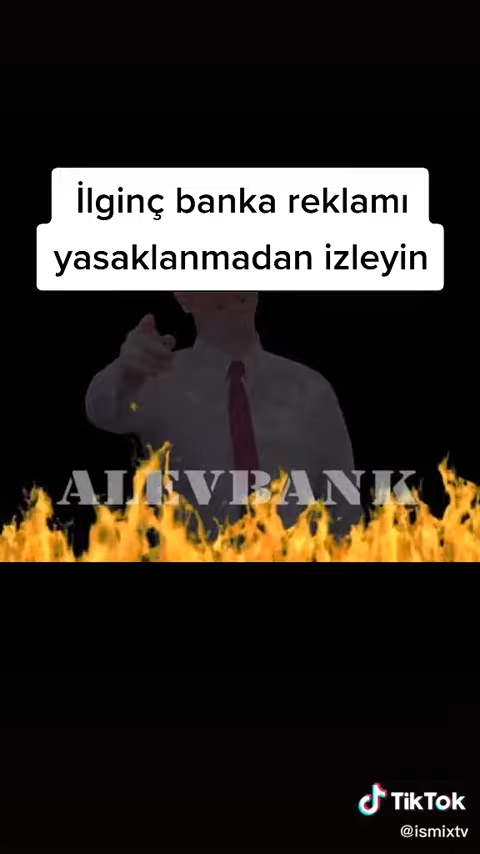 İlginç banka reklamı
yasaklanmadan izleyin
ALEVBANK
TikTok
@ismixtv